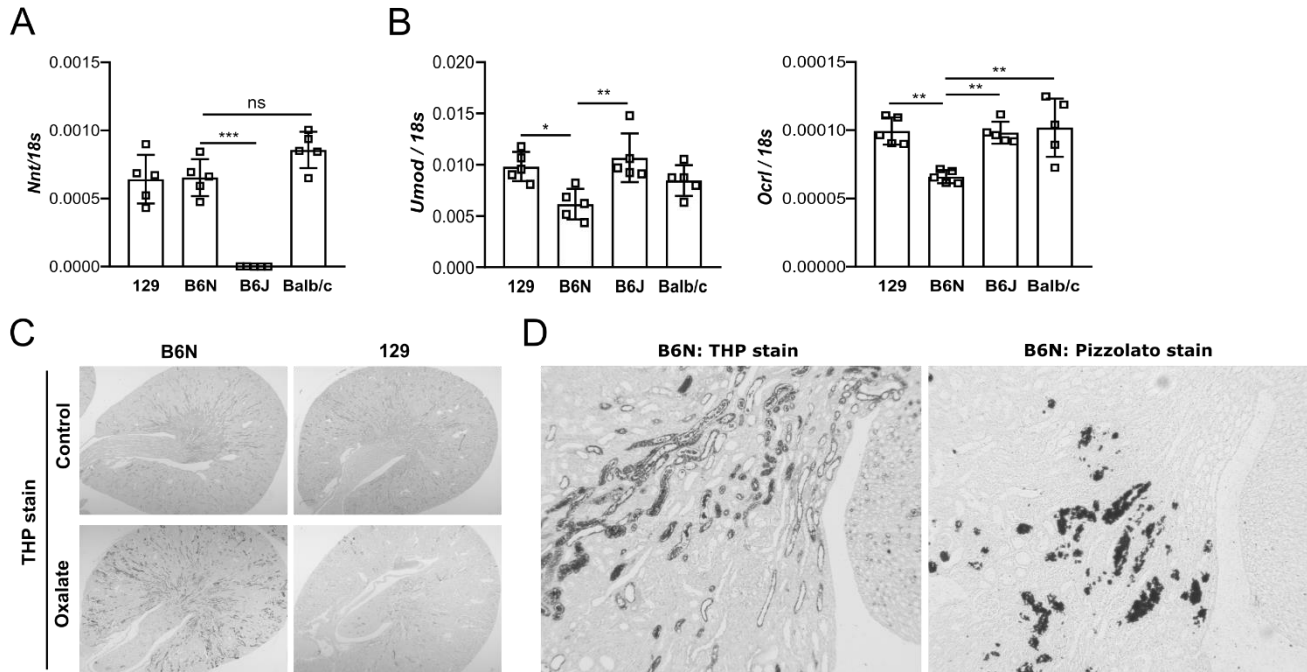 A
Nnt/18s
0.0015
0.0010
0.0005
0.0000
ns
***
129 B6N B6J Balb/c
B
Umod / 18s
0.020
0.015
0.010
0.005
0.000
*
**
129 B6N B6J Balb/c
Ocrl / 18s
0.00015
0.00010
0.00005
0.00000
**
**
**
129 B6N B6J Balb/c
C
B6N 129
THP stain
Control
Oxalate
D
B6N: THP stain
B6N: Pizzolato stain